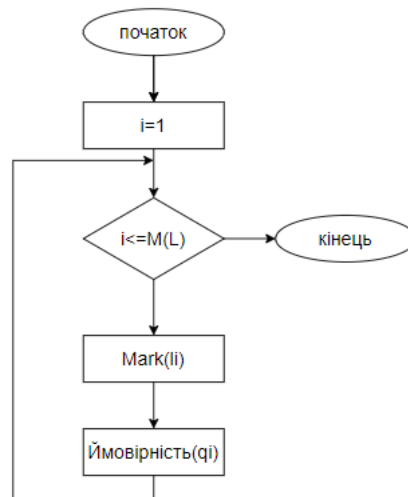 початок
i=1
i<=M(L)
кінець
Mark(li)
Ймовірність(qi)